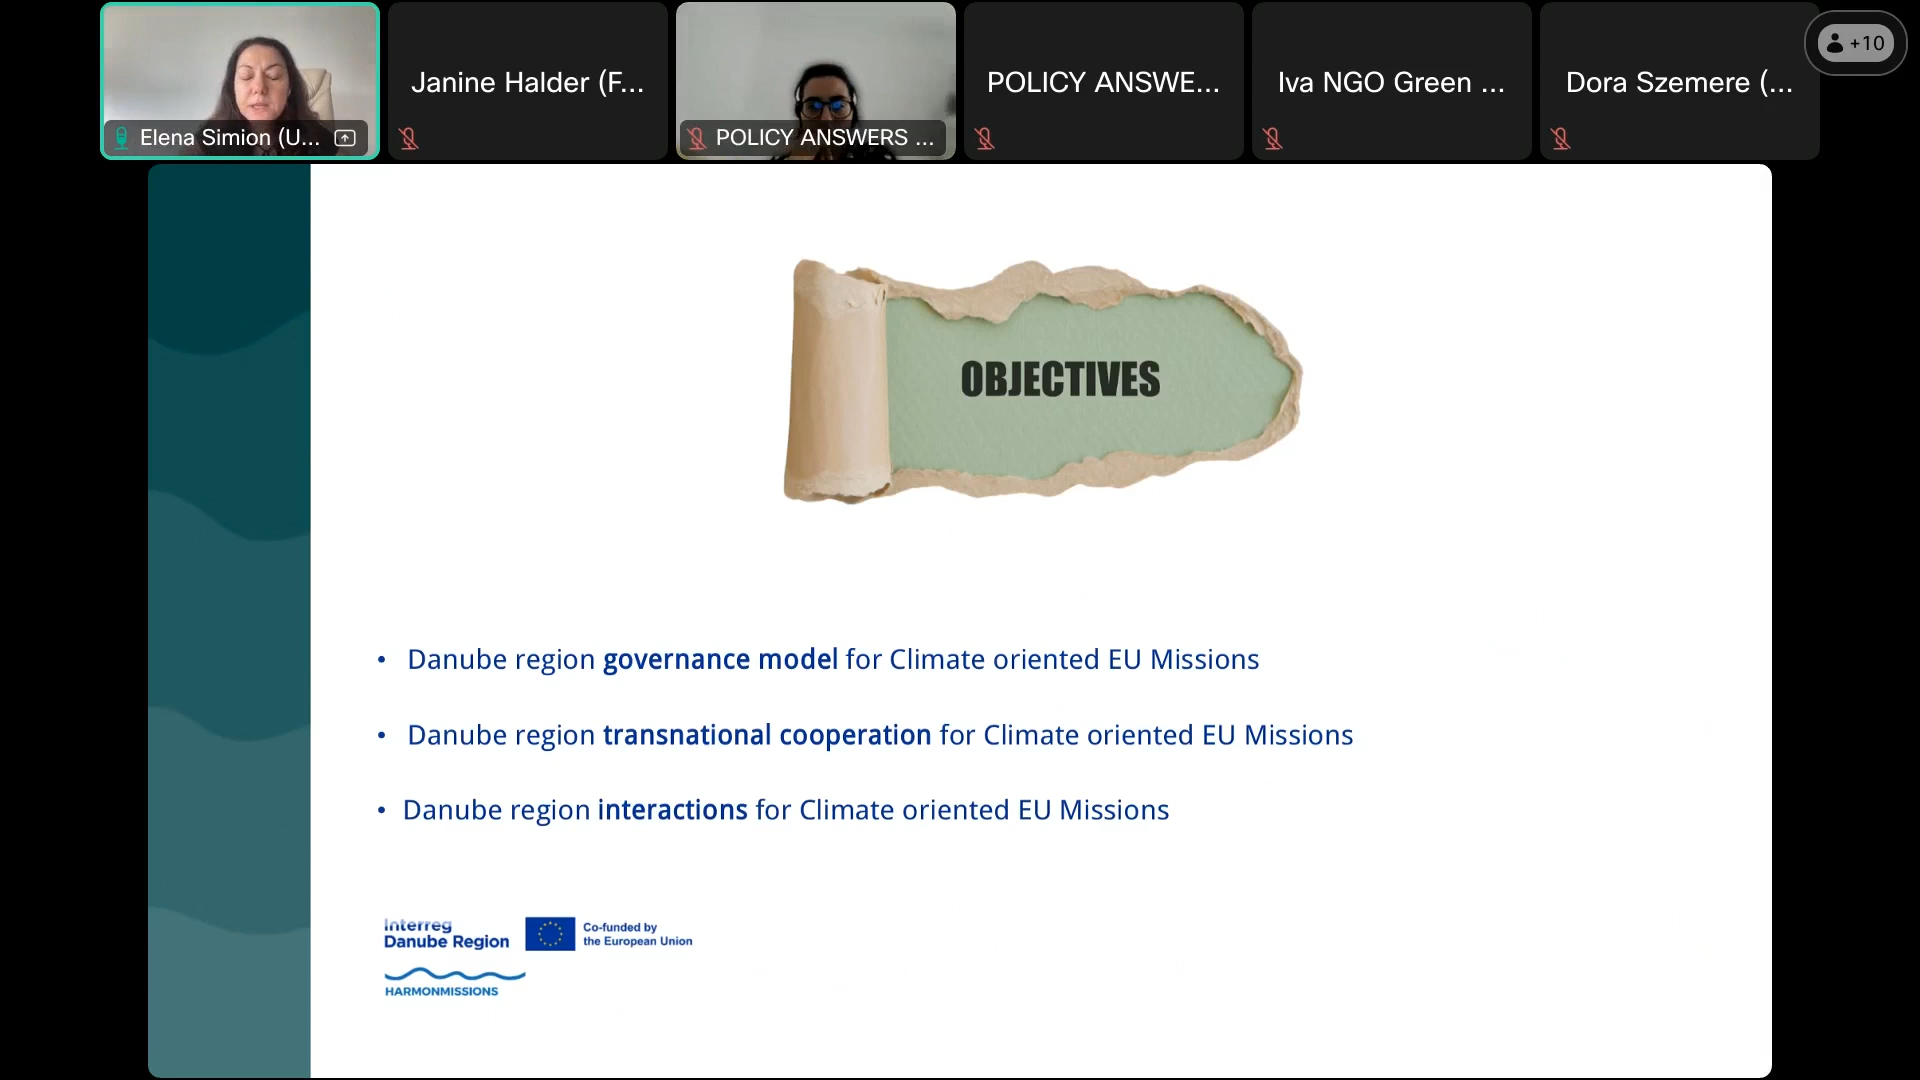 Elena Simion (U...
Janine Halder (F...
POLICY ANSWERS ...
POLICY ANSWE...
Iva NGO Green ...
Dora Szemere (...
+10
OBJECTIVES
• Danube region governance model for Climate oriented EU Missions
• Danube region transnational cooperation for Climate oriented EU Missions
• Danube region interactions for Climate oriented EU Missions
Interreg
Danube Region
Co-funded by
the European Union
HARMONMISSIONS